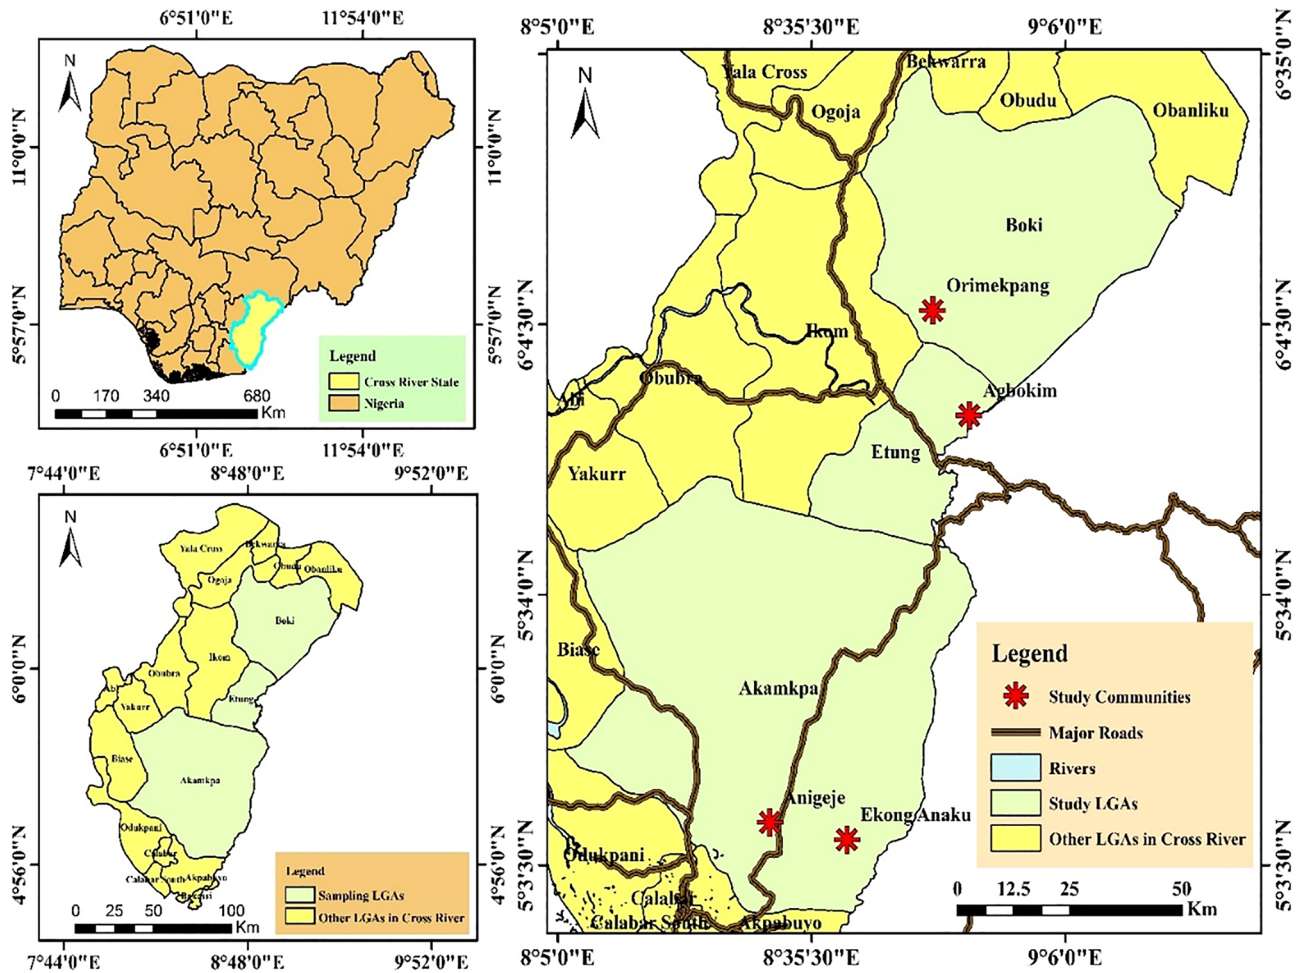 6°51'0"E
11°54'0"E
11°0'0"N
11°0'0"N
5°57'0"N
5°57'0"N
N
Legend
Cross River State
Nigeria
0 170 340 680
Km
6°51'0"E
11°54'0"E
7°44'0"E
8°48'0"E
9°52'0"E
6°0'0"N
6°0'0"N
4°56'0"N
4°56'0"N
N
Yala Cross
Bekwarra
Obudu
Obanliku
Ogoja
Boki
Ikom
Obubra
Abi
Etung
Yakurr
Biase
Akamkpa
Odukpani
Calabar
Calabar South
Akpabuyo
Bakassi
Legend
Sampling LGAs
Other LGAs in Cross River
0 25 50 100
Km
7°44'0"E
8°48'0"E
9°52'0"E
8°5'0"E
8°35'30"E
9°6'0"E
6°35'0"N
6°4'30"N
6°4'30"N
5°34'0"N
5°34'0"N
5°3'30"N
5°3'30"N
N
Yala Cross
Bekwarra
Obudu
Obanliku
Ogoja
Boki
Orimekpang
Ikom
Obubra
Agbokim
Abi
Etung
Yakurr
Biase
Akamkpa
Anigeje
Ekong Anaku
Odukpani
Calabar
Calabar South
Akpabuyo
Legend
Study Communities
Major Roads
Rivers
Study LGAs
Other LGAs in Cross River
0 12.5 25 50
Km
8°5'0"E
8°35'30"E
9°6'0"E